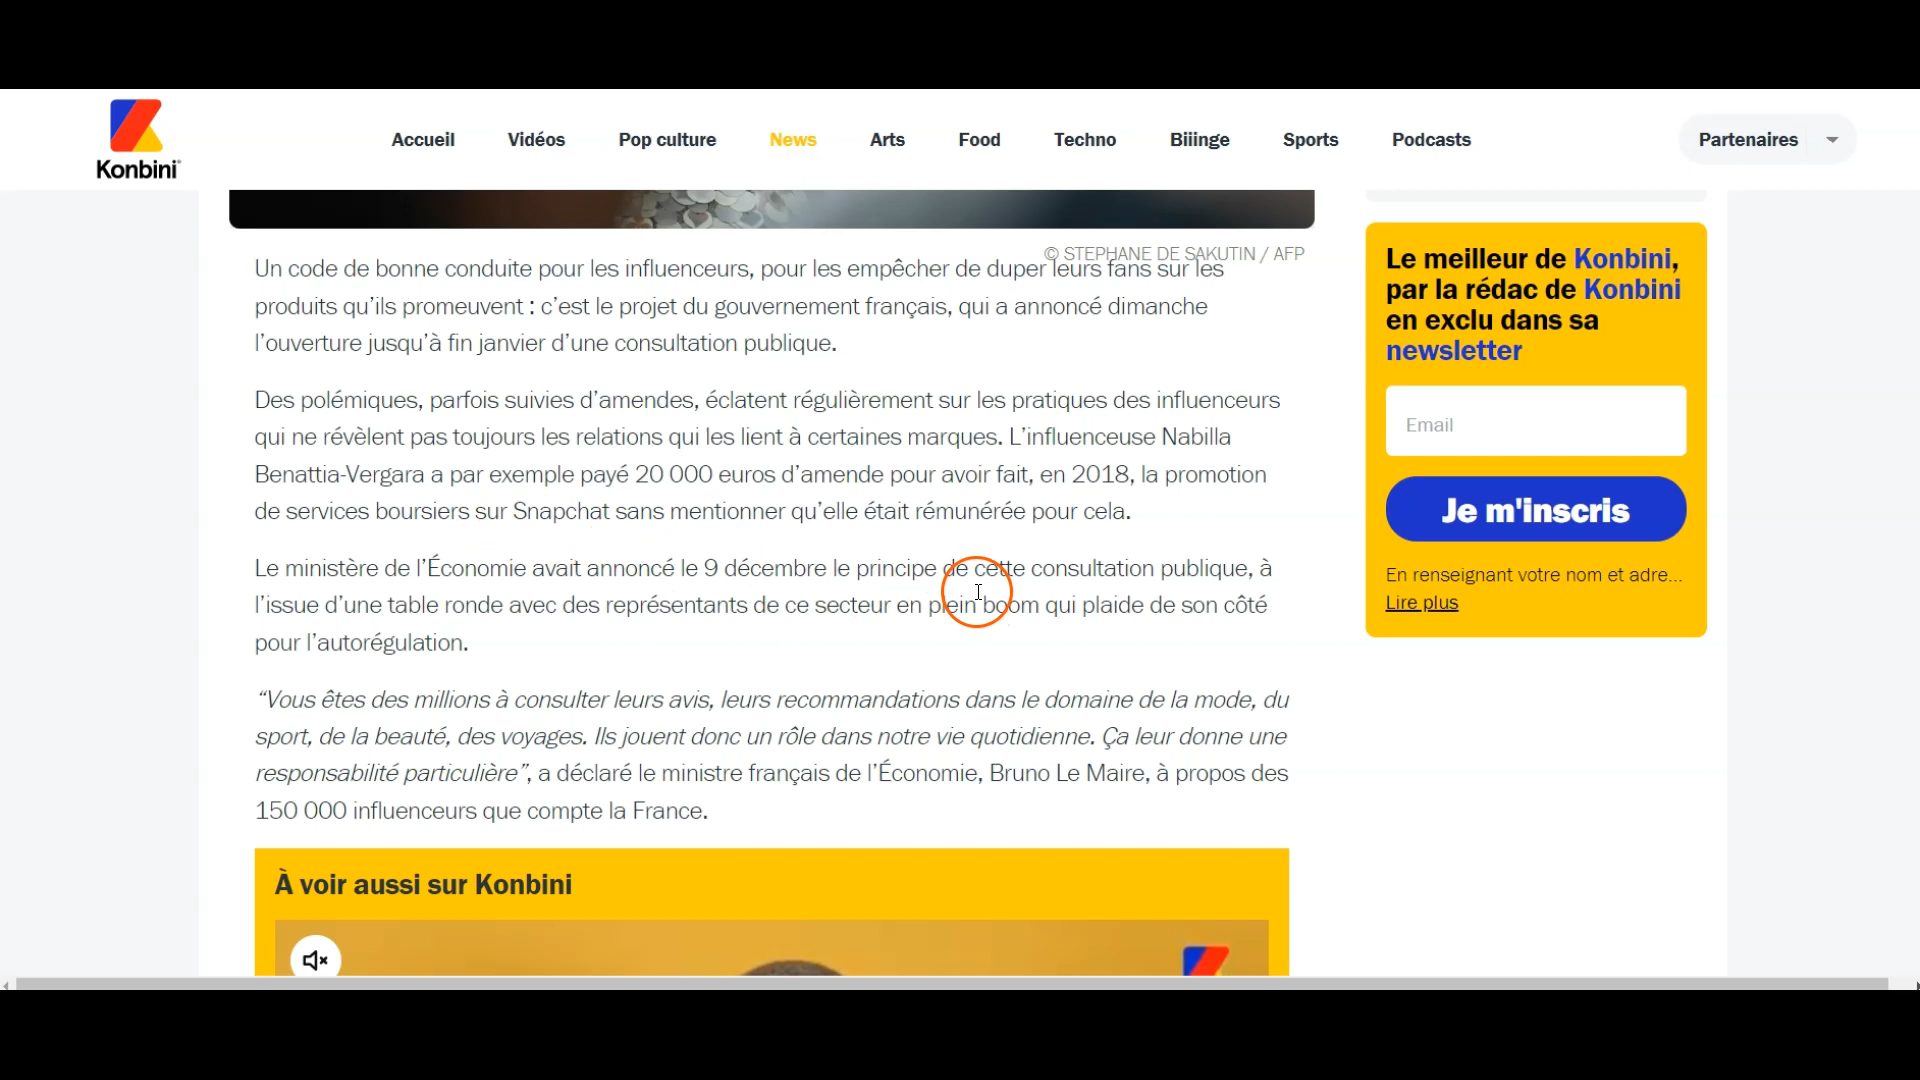 Konbini
Accueil Vidéos Pop culture News Arts Food Techno Biiinge Sports Podcasts Partenaires
© STEPHANE DE SAKUTIN / AFP
Un code de bonne conduite pour les influenceurs, pour les empêcher de duper leurs fans sur les
produits qu’ils promeuvent : c’est le projet du gouvernement français, qui a annoncé dimanche
l’ouverture jusqu’à fin janvier d’une consultation publique.
Des polémiques, parfois suivies d’amendes, éclatent régulièrement sur les pratiques des influenceurs
qui ne révèlent pas toujours les relations qui les lient à certaines marques. L’influenceuse Nabilla
Benattia-Vergara a par exemple payé 20 000 euros d’amende pour avoir fait, en 2018, la promotion
de services boursiers sur Snapchat sans mentionner qu’elle était rémunérée pour cela.
Le ministère de l’Économie avait annoncé le 9 décembre le principe de cette consultation publique, à
l’issue d’une table ronde avec des représentants de ce secteur en plein boom qui plaide de son côté
pour l’autorégulation.
“Vous êtes des millions à consulter leurs avis, leurs recommandations dans le domaine de la mode, du
sport, de la beauté, des voyages. Ils jouent donc un rôle dans notre vie quotidienne. Ça leur donne une
responsabilité particulière”, a déclaré le ministre français de l’Économie, Bruno Le Maire, à propos des
150 000 influenceurs que compte la France.
À voir aussi sur Konbini
Le meilleur de Konbini,
par la rédac de Konbini
en exclu dans sa
newsletter
Email
Je m'inscris
En renseignant votre nom et adre...
Lire plus